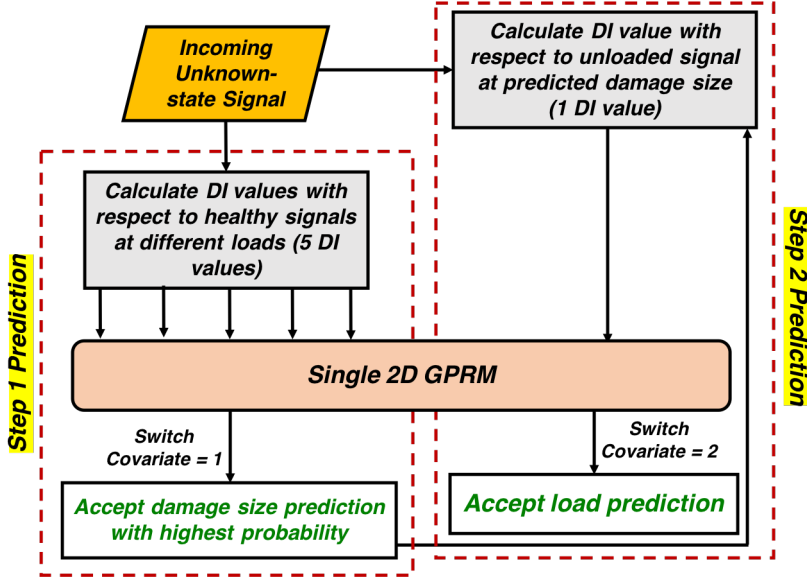 Incoming
Unknown-
state Signal
Calculate DI value with
respect to unloaded signal
at predicted damage size
(1 DI value)
Calculate DI values with
respect to healthy signals
at different loads (5 DI
values)
Step 1 Prediction
Step 2 Prediction
Single 2D GPRM
Switch
Covariate = 1
Switch
Covariate = 2
Accept damage size prediction
with highest probability
Accept load prediction